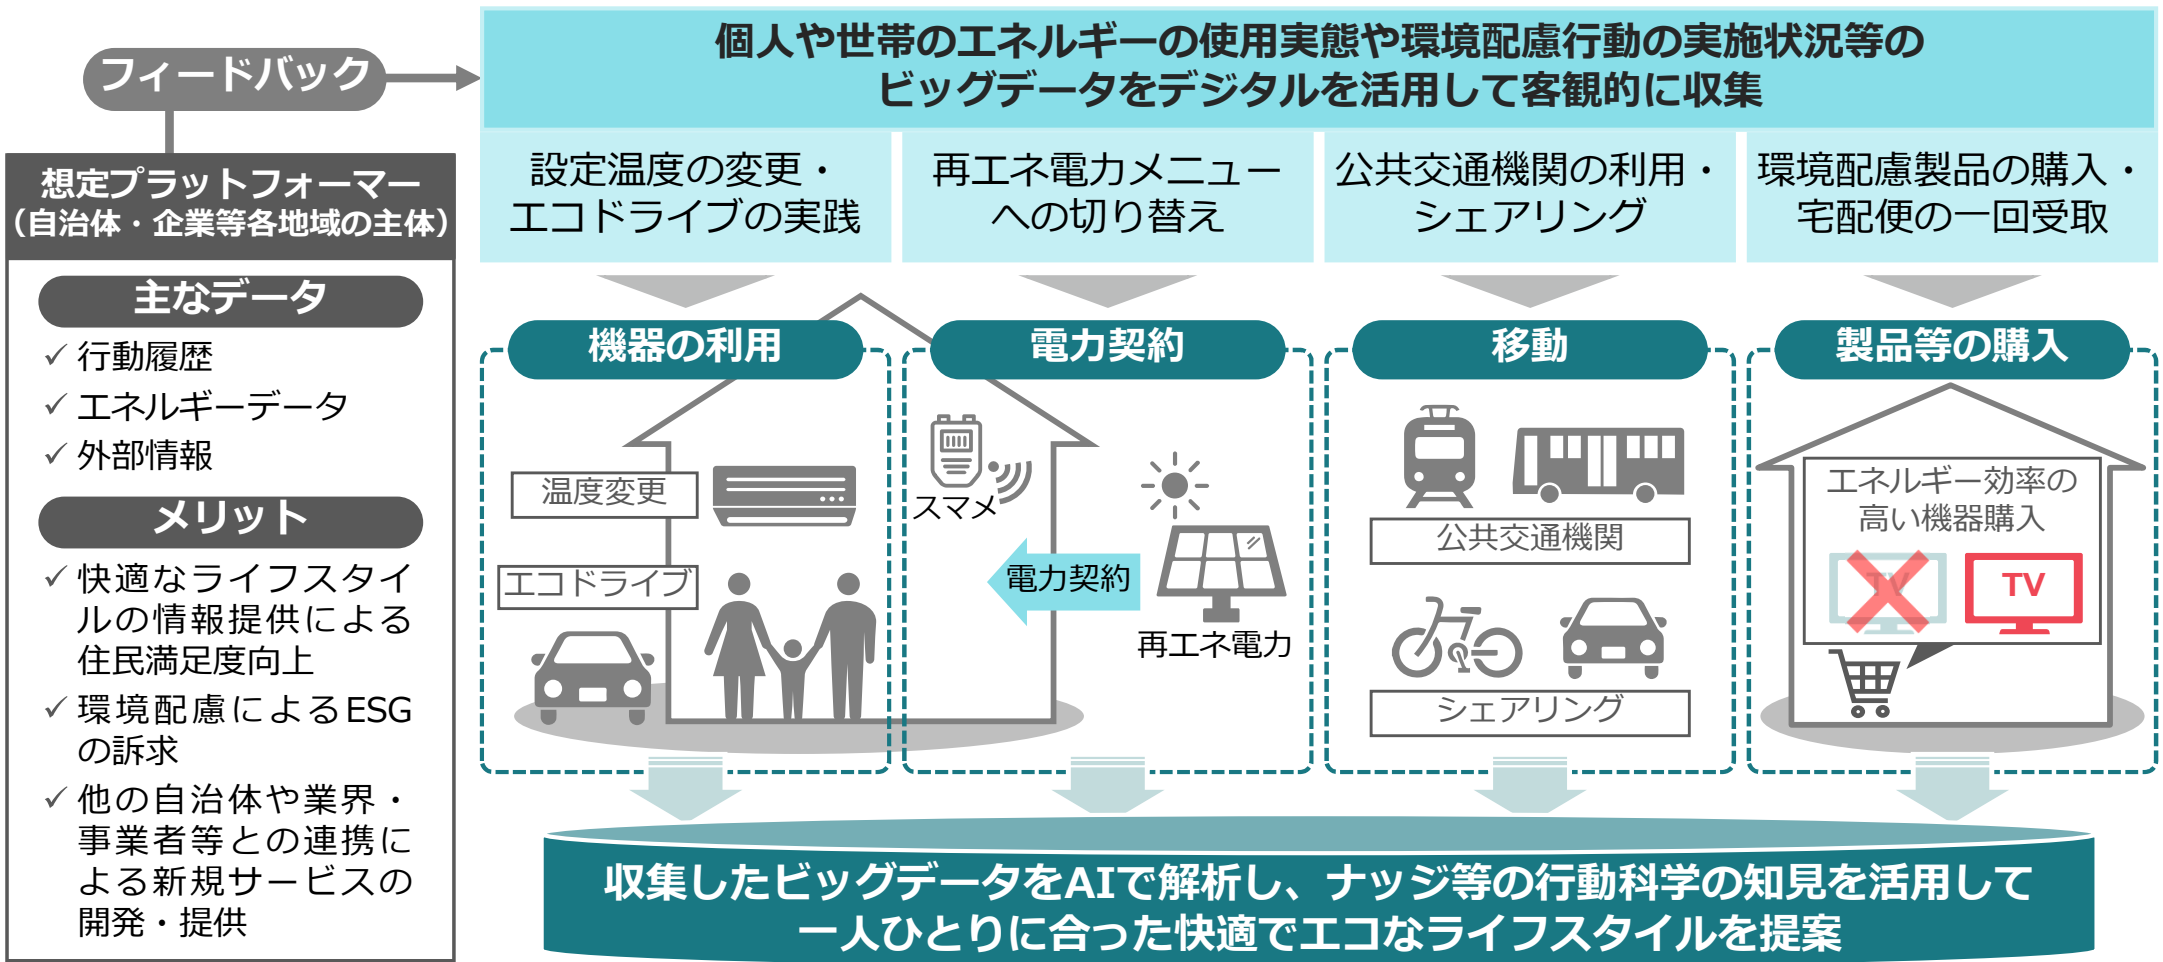 フィードバック
想定プラットフォーマー
（自治体・企業等各地域の主体）
主なデータ
✓ 行動履歴
✓ エネルギーデータ
✓ 外部情報
メリット
✓ 快適なライフスタイ
ルの情報提供による
住民満足度向上
✓ 環境配慮によるESG
の訴求
✓ 他の自治体や業界・
事業者等との連携に
よる新規サービスの
開発・提供
個人や世帯のエネルギーの使用実態や環境配慮行動の実施状況等の
ビッグデータをデジタルを活用して客観的に収集
設定温度の変更・
エコドライブの実践
再エネ電力メニュー
への切り替え
公共交通機関の利用・
シェアリング
環境配慮製品の購入・
宅配便の一回受取
機器の利用
温度変更
エコドライブ
電力契約
スマメ
電力契約
再エネ電力
移動
公共交通機関
シェアリング
製品等の購入
エネルギー効率の
高い機器購入
TV
TV
収集したビッグデータをAIで解析し、ナッジ等の行動科学の知見を活用して
一人ひとりに合った快適でエコなライフスタイルを提案